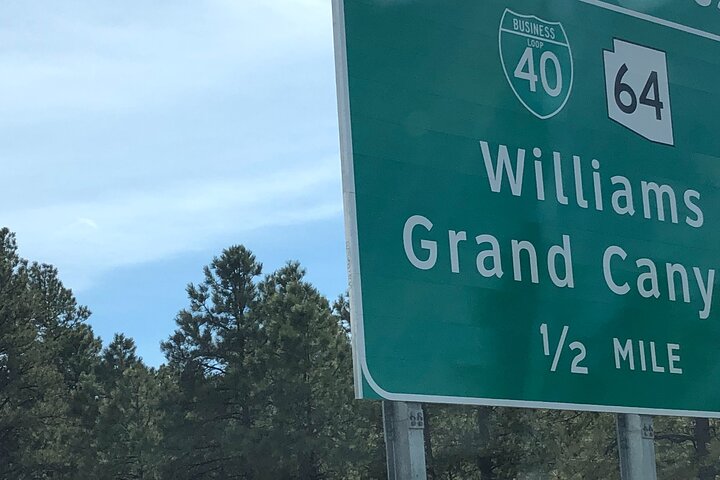 BUSINESS
LOOP
40
64
Williams
Grand Cany
1/2 MILE